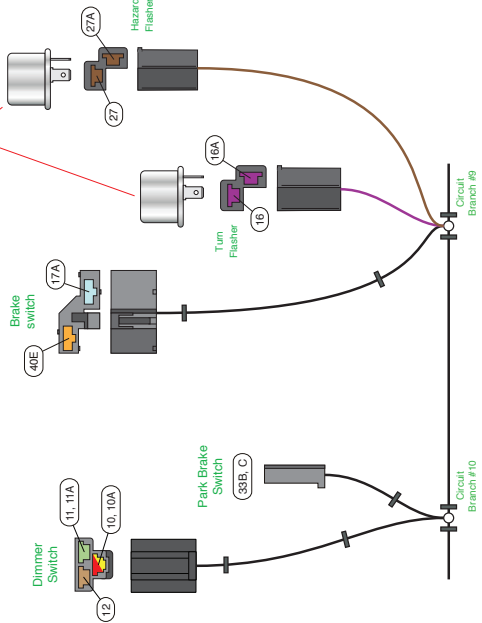 27A
Hazard
Flasher
27
16A
16
Turn
Flasher
Circuit
Branch #9
Brake
switch
17A
40E
Park Brake
Switch
33B, C
Dimmer
Switch
11, 11A
10, 10A
12
Circuit
Branch #10